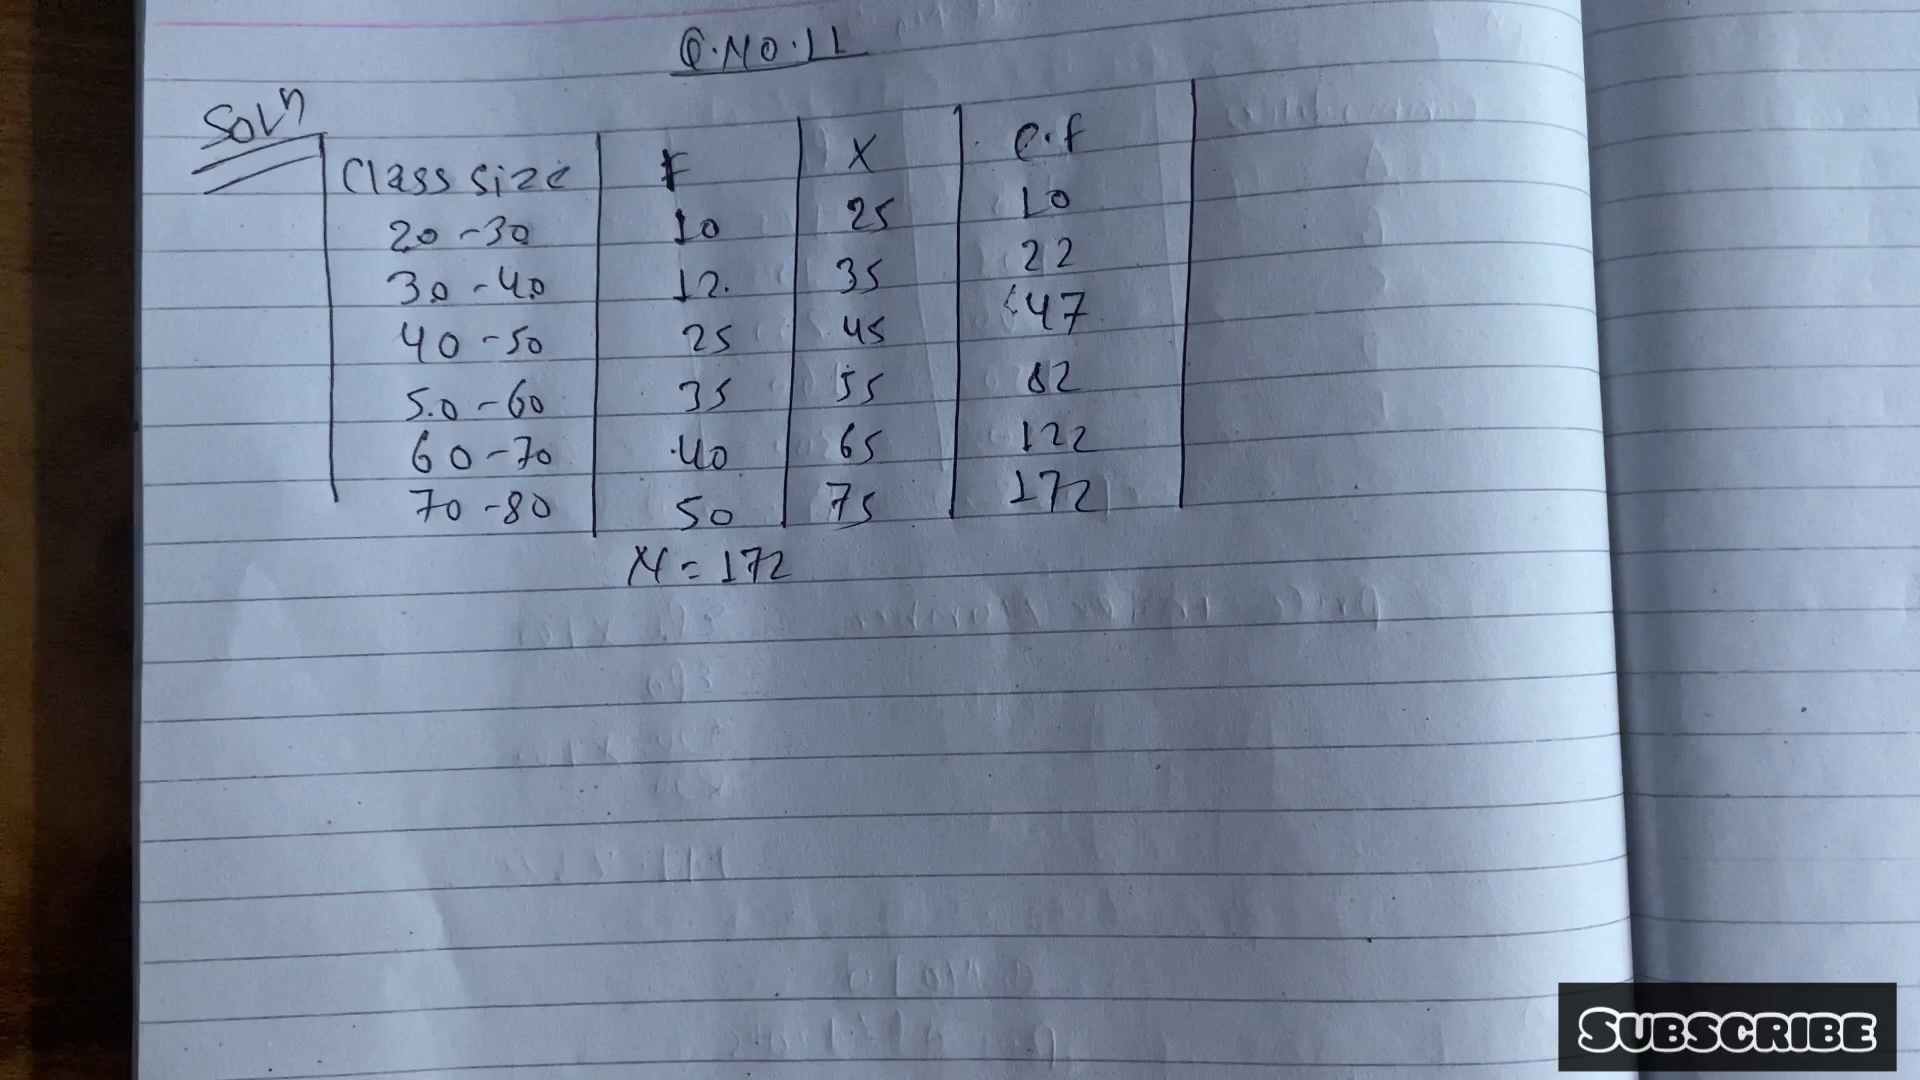 Q.NO.11
Soln
Class size F X c.f
20-30 10 25 10
30-40 12. 35 22
40-50 25 45 47
50-60 35 55 82
60-70 40 65 122
70-80 50 75 172
N = 172
SUBSCRIBE